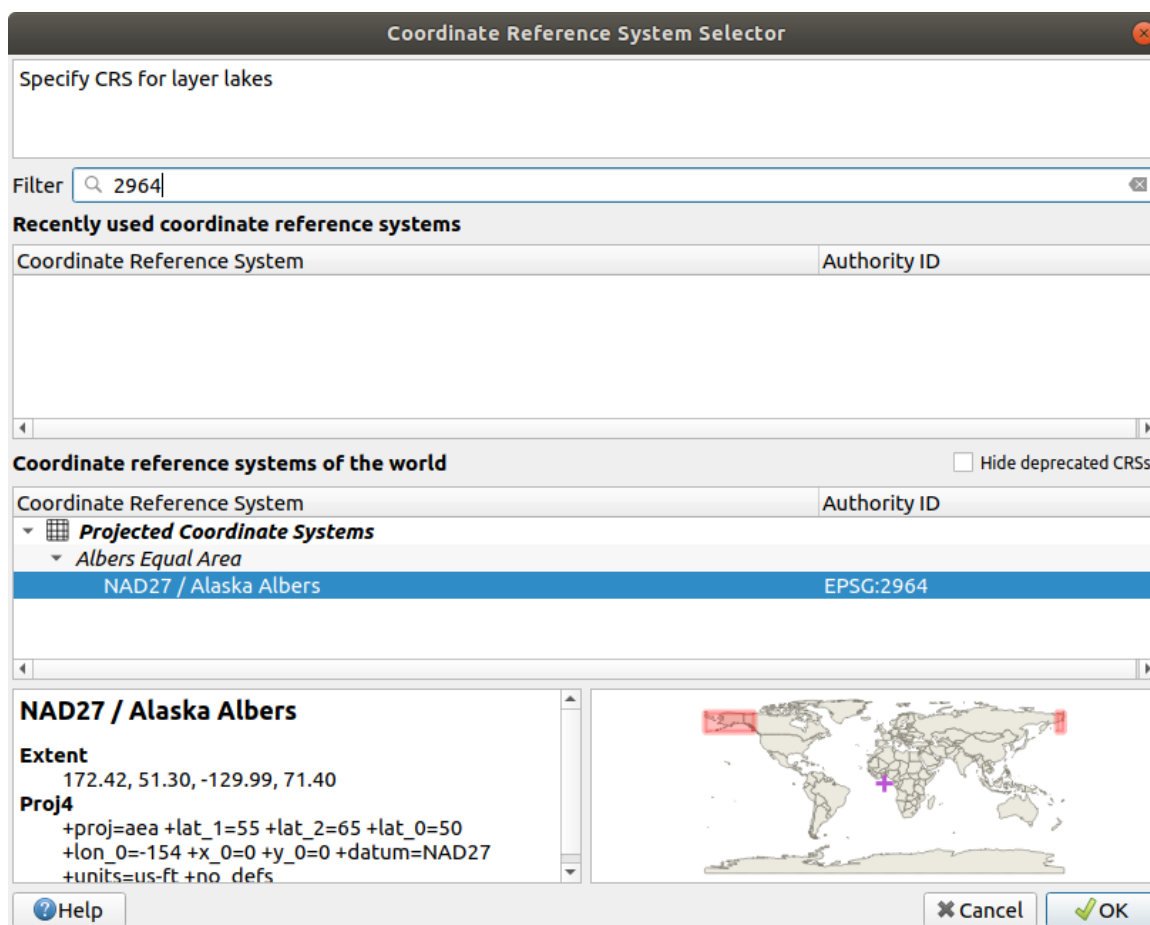 Coordinate Reference System Selector
Specify CRS for layer lakes
Filter 2964
Recently used coordinate reference systems
Coordinate Reference System Authority ID
Coordinate reference systems of the world Hide deprecated CRSs
Coordinate Reference System Authority ID
Projected Coordinate Systems
Albers Equal Area
NAD27 / Alaska Albers EPSG:2964
NAD27 / Alaska Albers
Extent
172.42, 51.30, -129.99, 71.40
Proj4
+proj=aea +lat_1=55 +lat_2=65 +lat_0=50
+lon_0=-154 +x_0=0 +y_0=0 +datum=NAD27
+units=us-ft +no_defs
Help Cancel OK